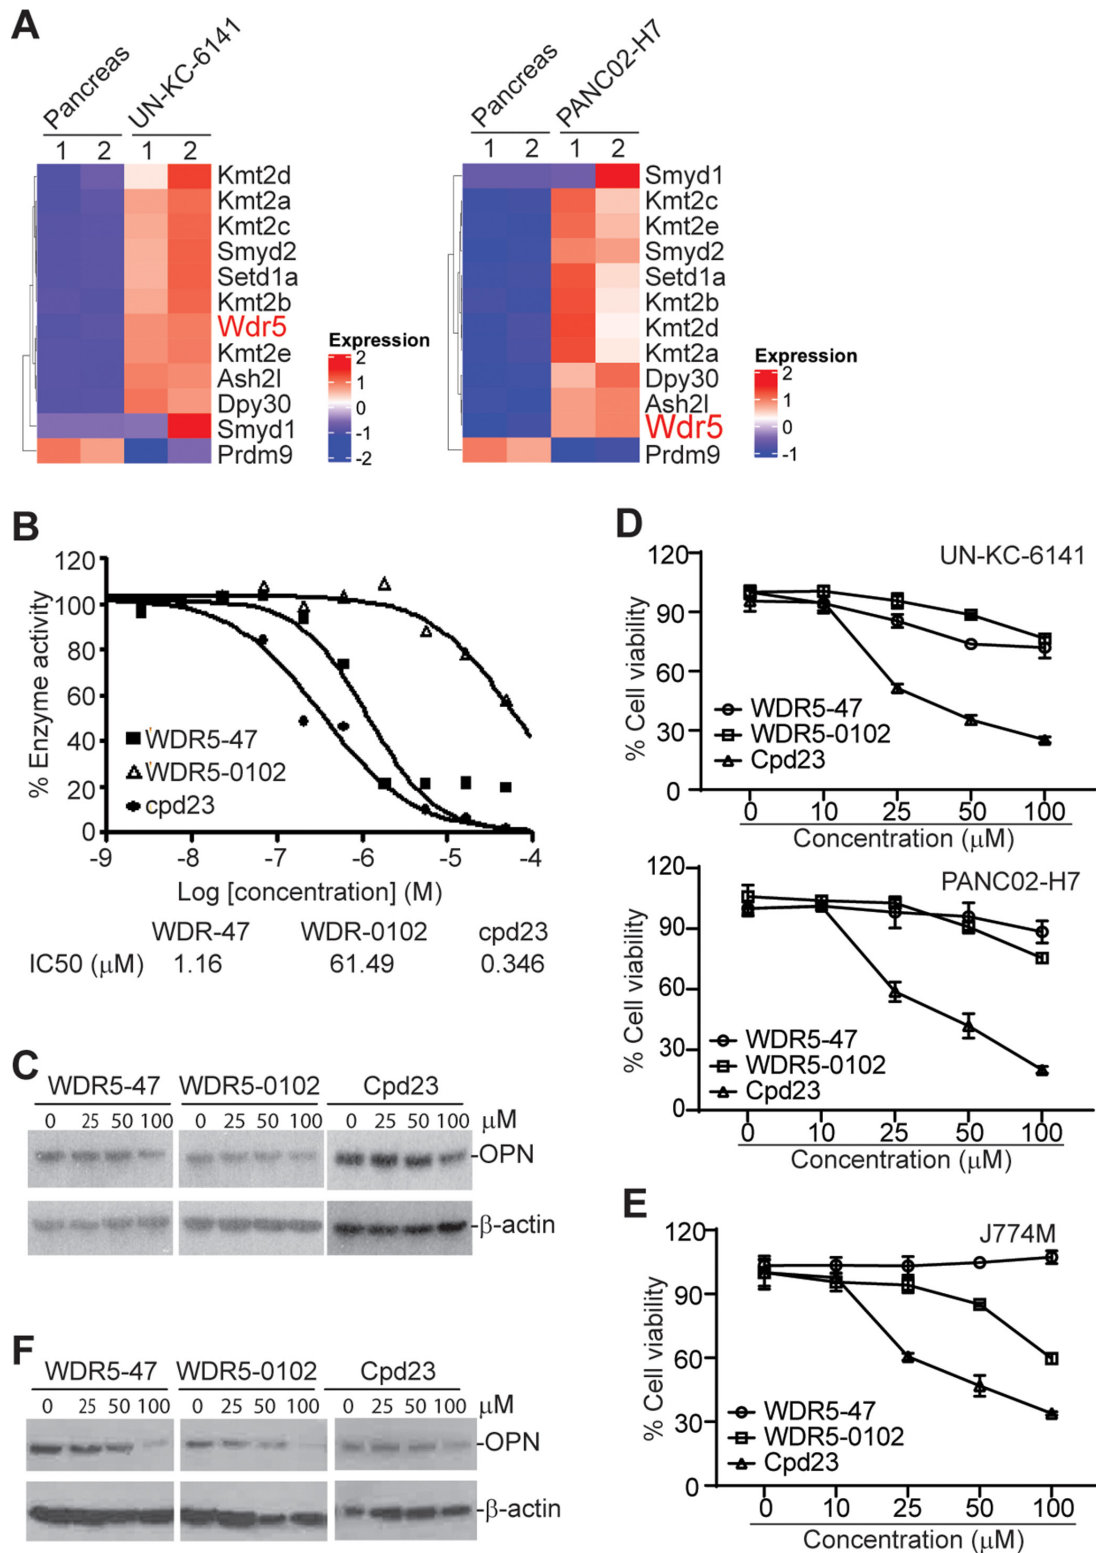 A
Pancreas
UN-KC-6141
1 2 1 2
Kmt2d
Kmt2a
Kmt2c
Smyd2
Setd1a
Kmt2b
Wdr5
Kmt2e
Ash2l
Dpy30
Smyd1
Prdm9
Expression
2
1
0
-1
-2
Pancreas
PANC02-H7
1 2 1 2
Smyd1
Kmt2c
Kmt2e
Smyd2
Setd1a
Kmt2b
Kmt2d
Kmt2a
Dpy30
Ash2l
Wdr5
Prdm9
Expression
2
1
0
-1
B
% Enzyme activity
120
100
80
60
40
20
0
WDR5-47
WDR5-0102
cpd23
-9 -8 -7 -6 -5 -4
Log [concentration] (M)
WDR-47 WDR-0102 cpd23
IC50 (μM) 1.16 61.49 0.346
C
WDR5-47 WDR5-0102 Cpd23
0 25 50 100 0 25 50 100 0 25 50 100 μM
-OPN
-β-actin
D
UN-KC-6141
% Cell viability
120
90
60
30
0
WDR5-47
WDR5-0102
Cpd23
0 10 25 50 100
Concentration (μM)
PANC02-H7
% Cell viability
120
90
60
30
0
WDR5-47
WDR5-0102
Cpd23
0 10 25 50 100
Concentration (μM)
E
J774M
% Cell viability
120
90
60
30
0
WDR5-47
WDR5-0102
Cpd23
0 10 25 50 100
Concentration (μM)
F
WDR5-47 WDR5-0102 Cpd23
0 25 50 100 0 25 50 100 0 25 50 100 μM
-OPN
-β-actin